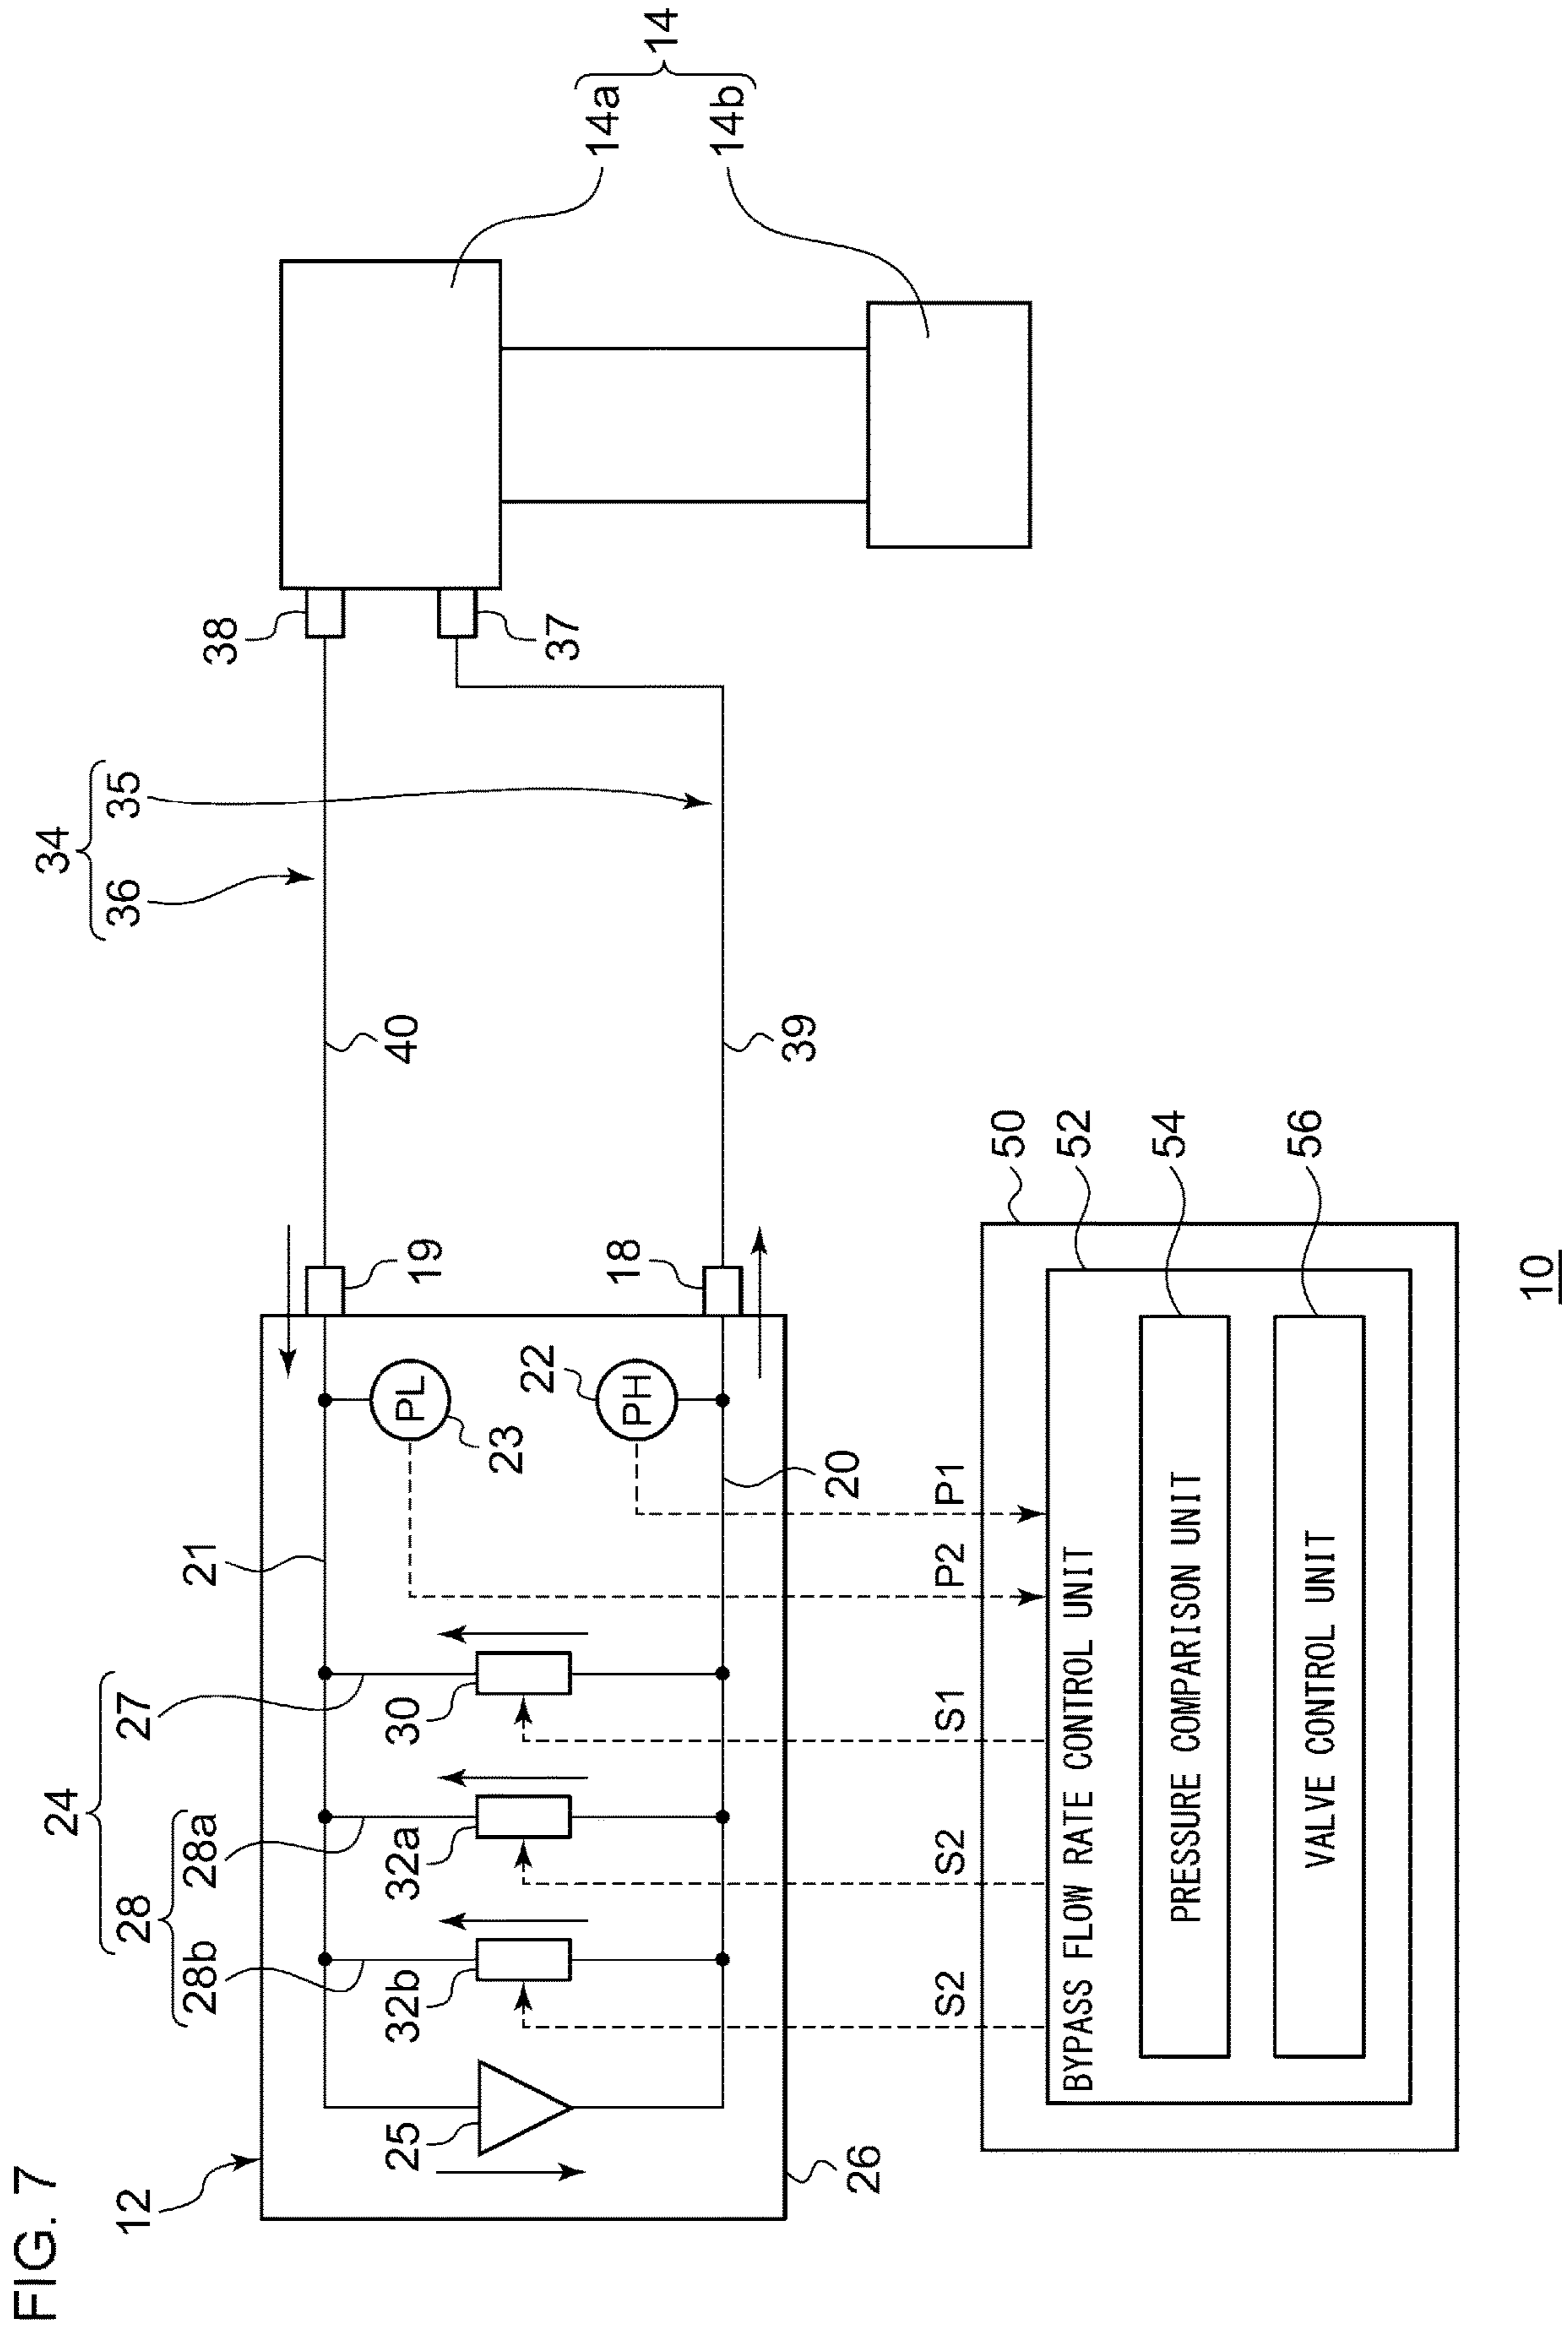 FIG. 7
12
24
28
28b
28a
27
21
34
36
35
40
38
14
14a
14b
37
19
18
39
PL
23
22
PH
20
30
32a
32b
25
26
S2
S2
S1
P2
P1
50
52
54
56
BYPASS FLOW RATE CONTROL UNIT
PRESSURE COMPARISON UNIT
VALVE CONTROL UNIT
10